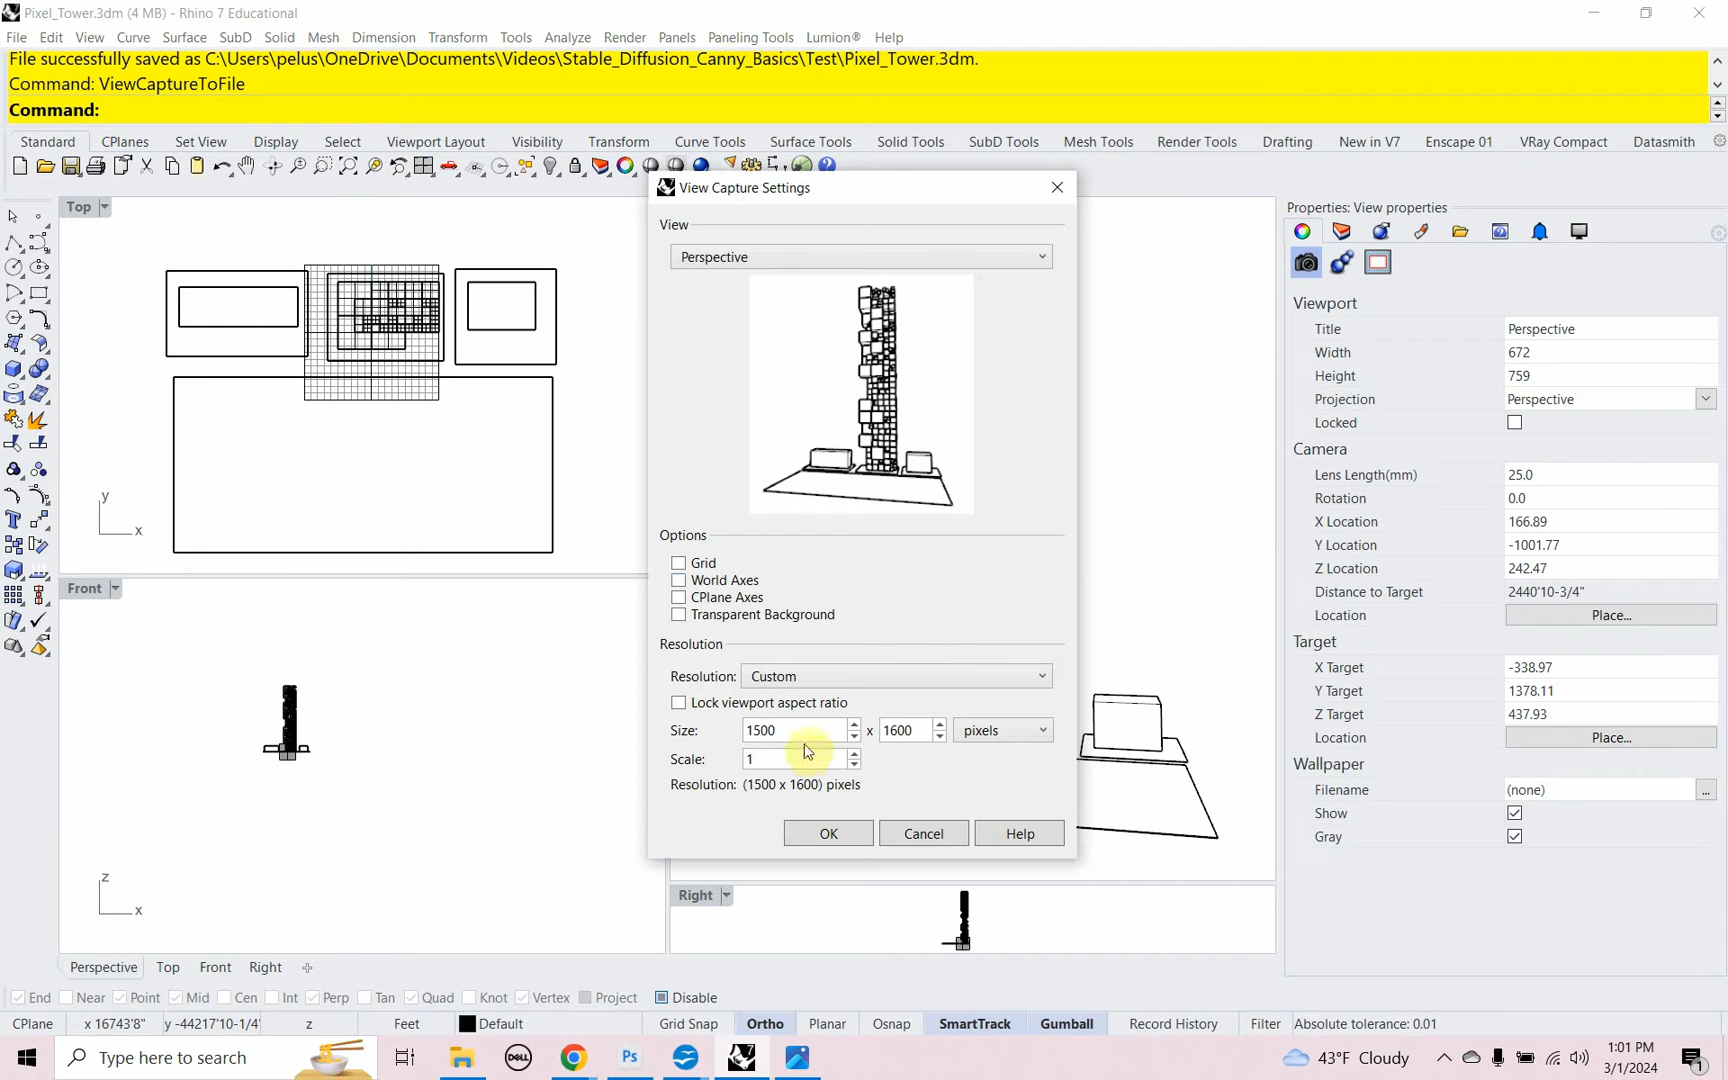 Pixel_Tower.3dm (4 MB) - Rhino 7 Educational
File Edit View Curve Surface SubD Solid Mesh Dimension Transform Tools Analyze Render Panels Paneling Tools Lumion® Help
File successfully saved as C:\Users\pelus\OneDrive\Documents\Videos\Stable_Diffusion_Canny_Basics\Test\Pixel_Tower.3dm.
Command: ViewCaptureToFile
Command:
Standard CPlanes Set View Display Select Viewport Layout Visibility Transform Curve Tools Surface Tools Solid Tools SubD Tools Mesh Tools Render Tools Drafting New in V7 Enscape 01 VRay Compact Datasmith
Top
y
x
Front
z
x
Right
View Capture Settings
View
Perspective
Options
Grid
World Axes
CPlane Axes
Transparent Background
Resolution
Resolution: Custom
Lock viewport aspect ratio
Size: 1500 x 1600 pixels
Scale: 1
Resolution: (1500 x 1600) pixels
OK Cancel Help
Properties: View properties
Viewport
Title Perspective
Width 672
Height 759
Projection Perspective
Locked
Camera
Lens Length(mm) 25.0
Rotation 0.0
X Location 166.89
Y Location -1001.77
Z Location 242.47
Distance to Target 2440'10-3/4"
Location Place...
Target
X Target -338.97
Y Target 1378.11
Z Target 437.93
Location Place...
Wallpaper
Filename (none) ...
Show
Gray
Perspective Top Front Right
End Near Point Mid Cen Int Perp Tan Quad Knot Vertex Project Disable
CPlane x 16743'8" y -44217'10-1/4" z Feet Default Grid Snap Ortho Planar Osnap SmartTrack Gumball Record History Filter Absolute tolerance: 0.01
Type here to search DELL Ps 7 43°F Cloudy 1:01 PM
3/1/2024 1